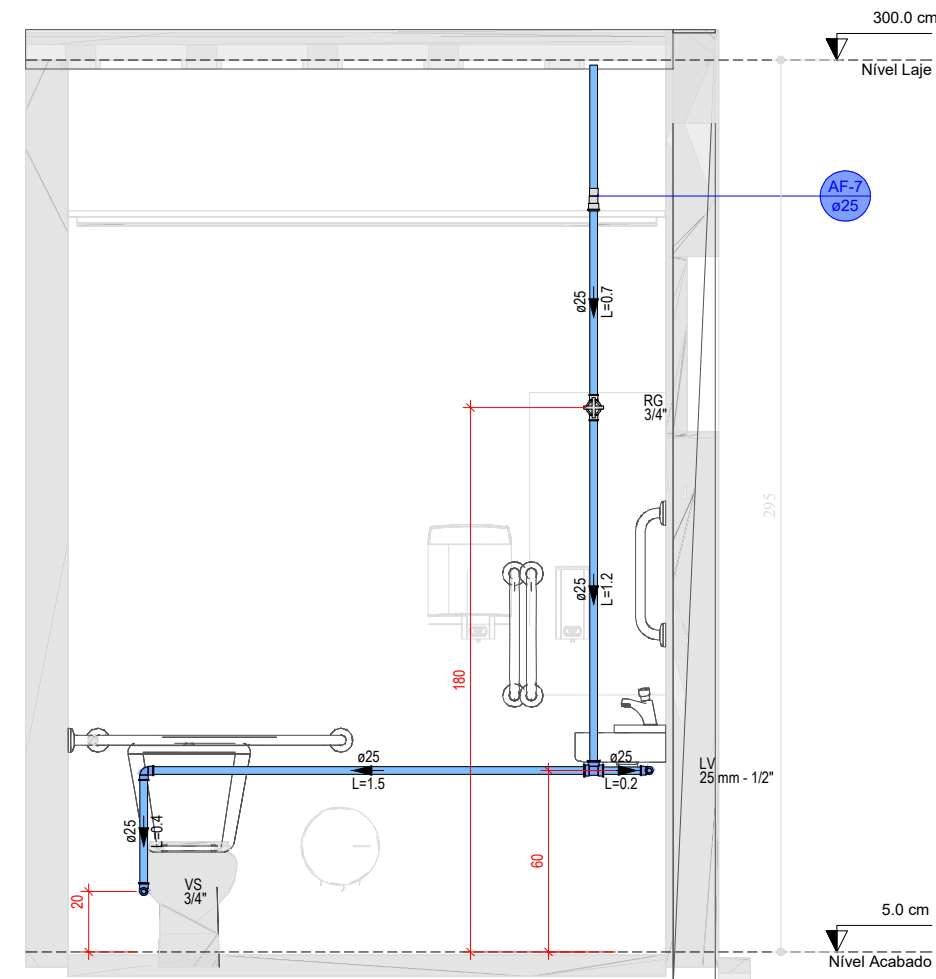 300.0 cm
Nível Laje
AF-7
ø25
ø25
L=0.7
RG
3/4"
295
ø25
L=1.2
180
ø25
L=1.5
ø25
L=0.2
LV
25 mm - 1/2"
ø25
L=0.4
60
VS
3/4"
20
5.0 cm
Nível Acabado